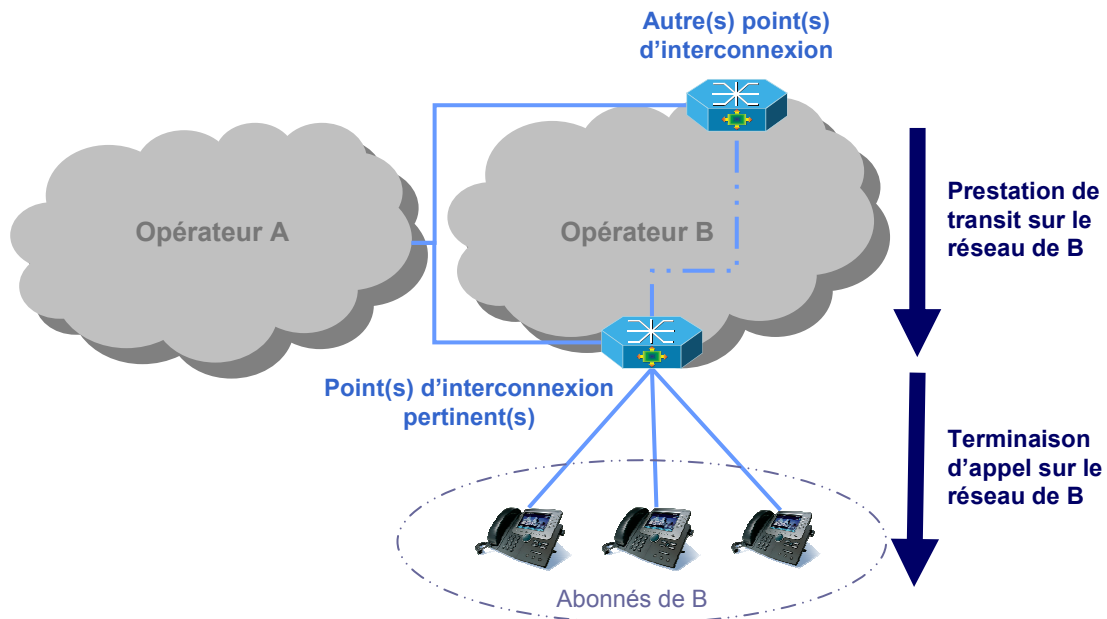 Autre(s) point(s)
d’interconnexion
Opérateur A
Opérateur B
Prestation de
transit sur le
réseau de B
Point(s) d’interconnexion
pertinent(s)
Terminaison
d’appel sur le
réseau de B
Abonnés de B